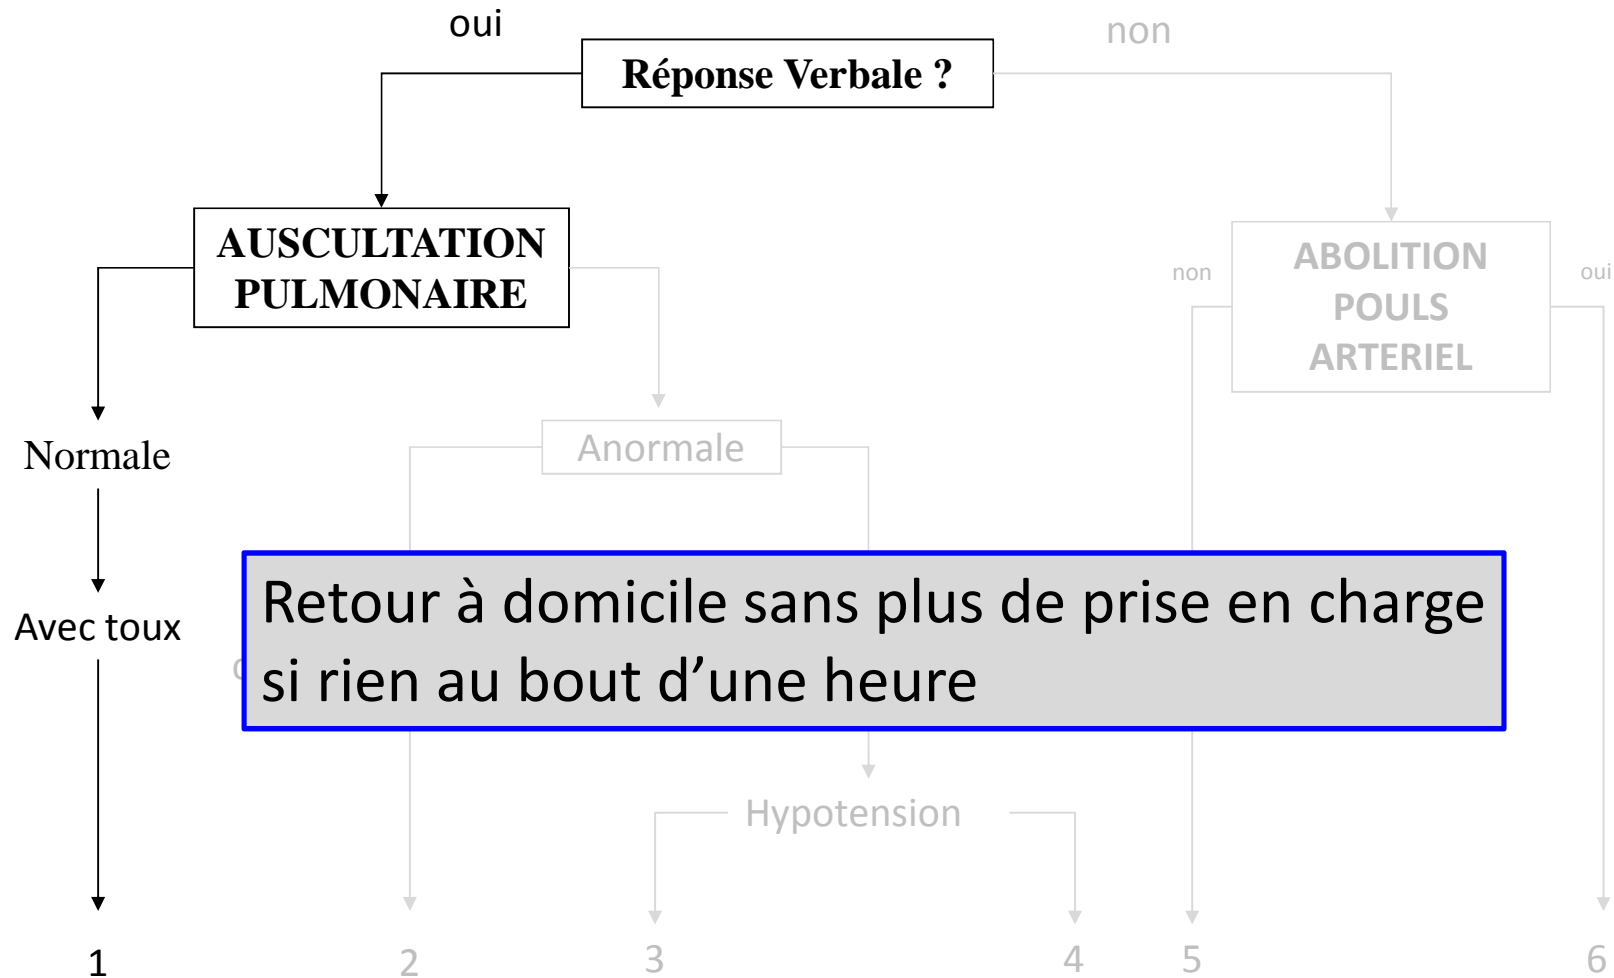 oui
non
Réponse Verbale ?
AUSCULTATION
PULMONAIRE
non
ABOLITION
POULS
ARTERIEL
oui
Normale
Anormale
Avec toux
Retour à domicile sans plus de prise en charge
si rien au bout d’une heure
Hypotension
1
2
3
4
5
6